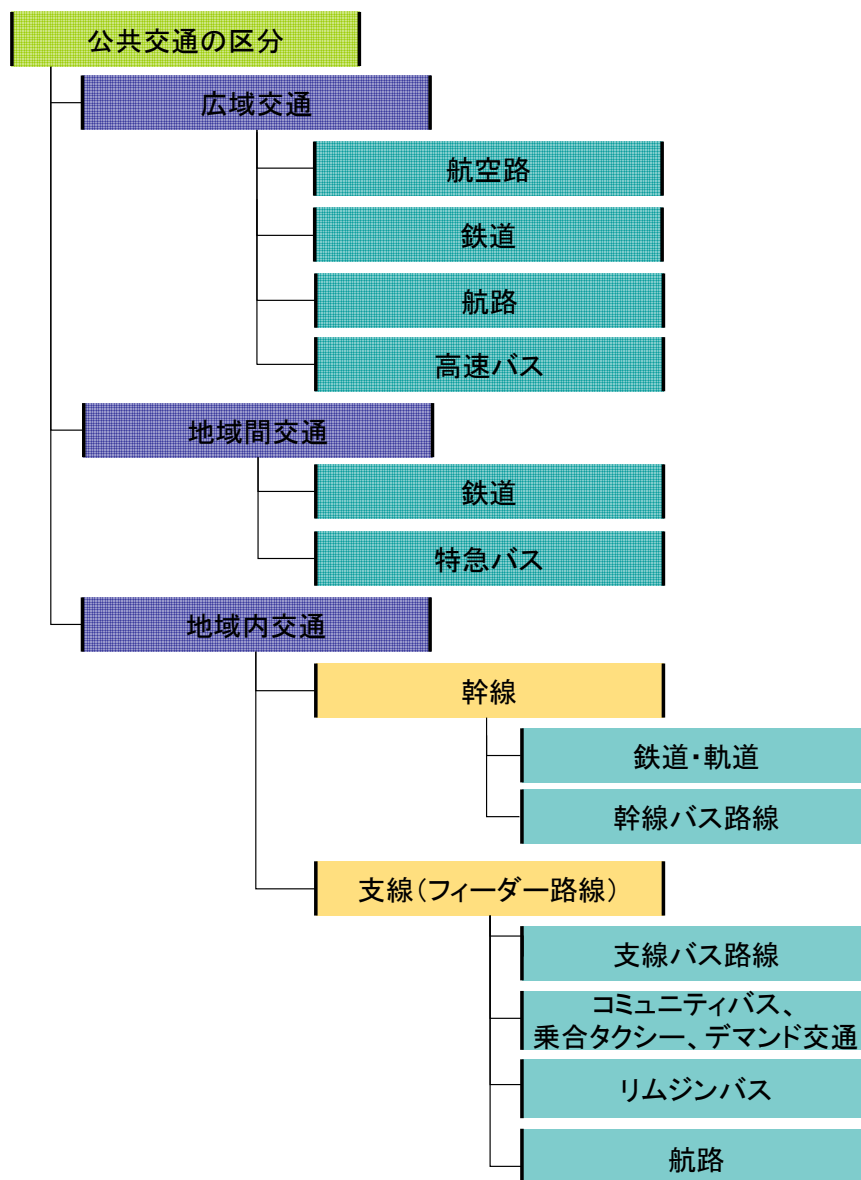 公共交通の区分
広域交通
航空路
鉄道
航路
高速バス
地域間交通
鉄道
特急バス
地域内交通
幹線
鉄道・軌道
幹線バス路線
支線(フィーダー路線)
支線バス路線
コミュニティバス、
乗合タクシー、デマンド交通
リムジンバス
航路